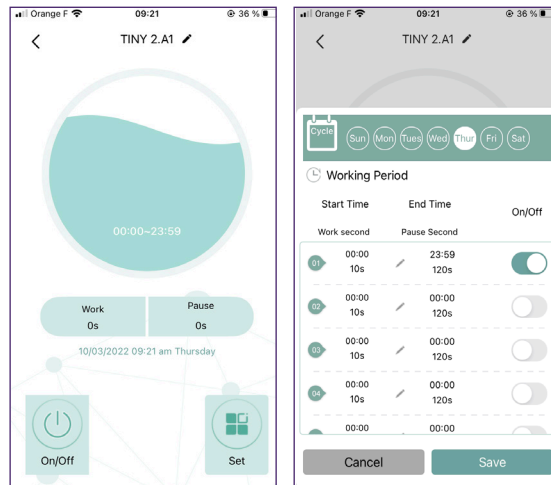 Orange F 09:21 36 %
TINY 2.A1
00:00~23:59
Work Pause
0s 0s
10/03/2022 09:21 am Thursday
On/Off Set
Orange F 09:21 36 %
TINY 2.A1
Cycle Sun Mon Tues Wed Thur Fri Sat
Working Period
Start Time End Time On/Off
Work second Pause Second
01 00:00 23:59
10s 120s
02 00:00 00:00
10s 120s
03 00:00 00:00
10s 120s
04 00:00 00:00
10s 120s
00:00 00:00
Cancel Save